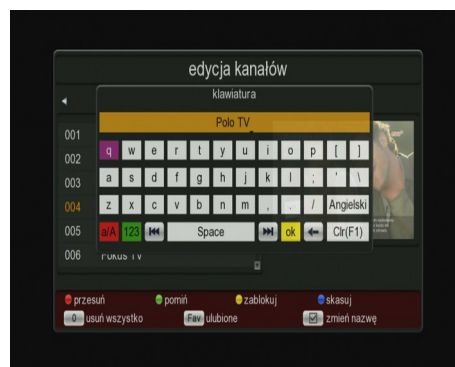 edycja kanałów
klawiatura
Polo TV
001
002
003
004
005
006 Fokus TV
q w e r t y u i o p [ ]
a s d f g h j k l ; ' \
z x c v b n m , . / Angielski
a/A 123 Space ok Clr(F1)
przesuń pomiń zablokuj skasuj
0 usuń wszystko Fav ulubione zmień nazwę